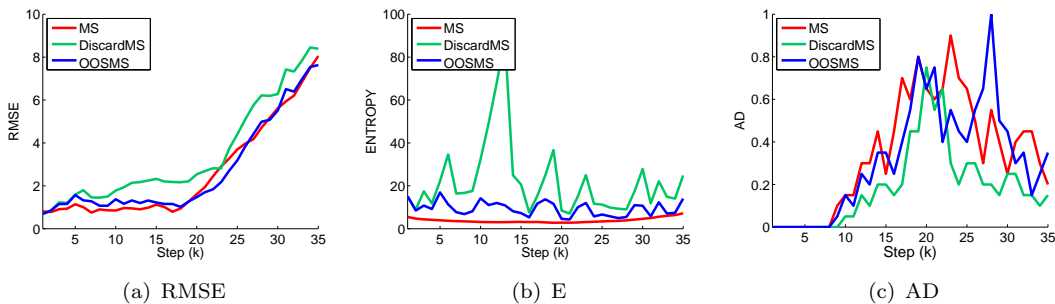 10
8
6
4
2
0
RMSE
MS
DiscardMS
OOSMS
5 10 15 20 25 30 35
Step (k)
(a) RMSE
100
80
60
40
20
0
ENTROPY
MS
DiscardMS
OOSMS
5 10 15 20 25 30 35
Step (k)
(b) E
1
0.8
0.6
0.4
0.2
0
AD
MS
DiscardMS
OOSMS
5 10 15 20 25 30 35
Step (k)
(c) AD